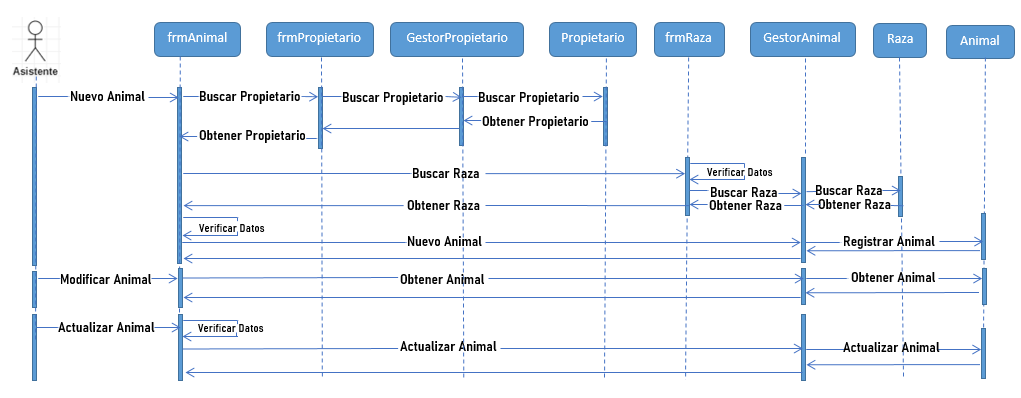 frmAnimal
frmPropietario
GestorPropietario
Propietario
frmRaza
GestorAnimal
Raza
Animal
Asistente
Nuevo Animal
Buscar Propietario
Buscar Propietario
Buscar Propietario
Obtener Propietario
Obtener Propietario
Buscar Raza
Verificar Datos
Buscar Raza
Buscar Raza
Obtener Raza
Obtener Raza
Obtener Raza
Verificar Datos
Nuevo Animal
Registrar Animal
Modificar Animal
Obtener Animal
Obtener Animal
Actualizar Animal
Verificar Datos
Actualizar Animal
Actualizar Animal